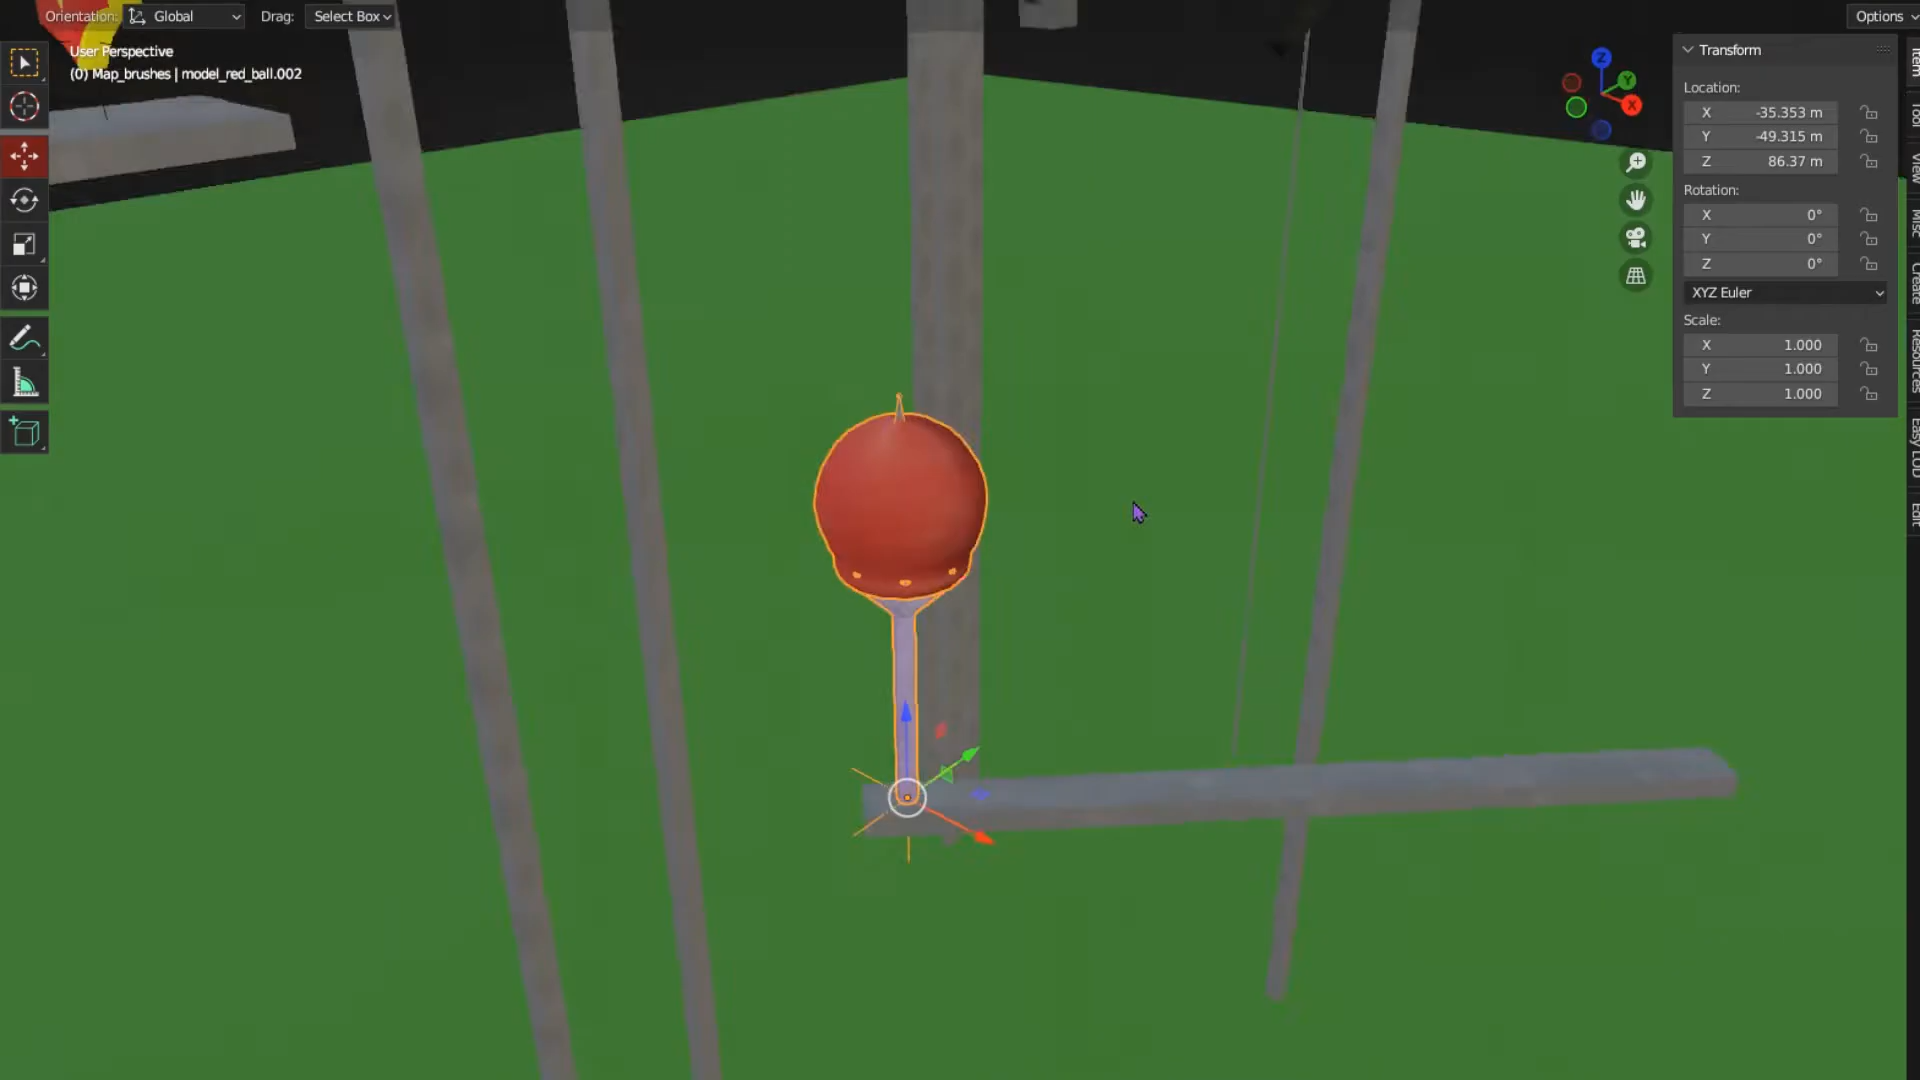 Orientation: Global Drag: Select Box Options
User Perspective
(0) Map_brushes | model_red_ball.002
Transform
Location:
X -35.353 m
Y -49.315 m
Z 86.37 m
Rotation:
X 0°
Y 0°
Z 0°
XYZ Euler
Scale:
X 1.000
Y 1.000
Z 1.000
Z
Y
X
Item
Tool
View
Misc
Create
Resources
Easy LOD
Edit